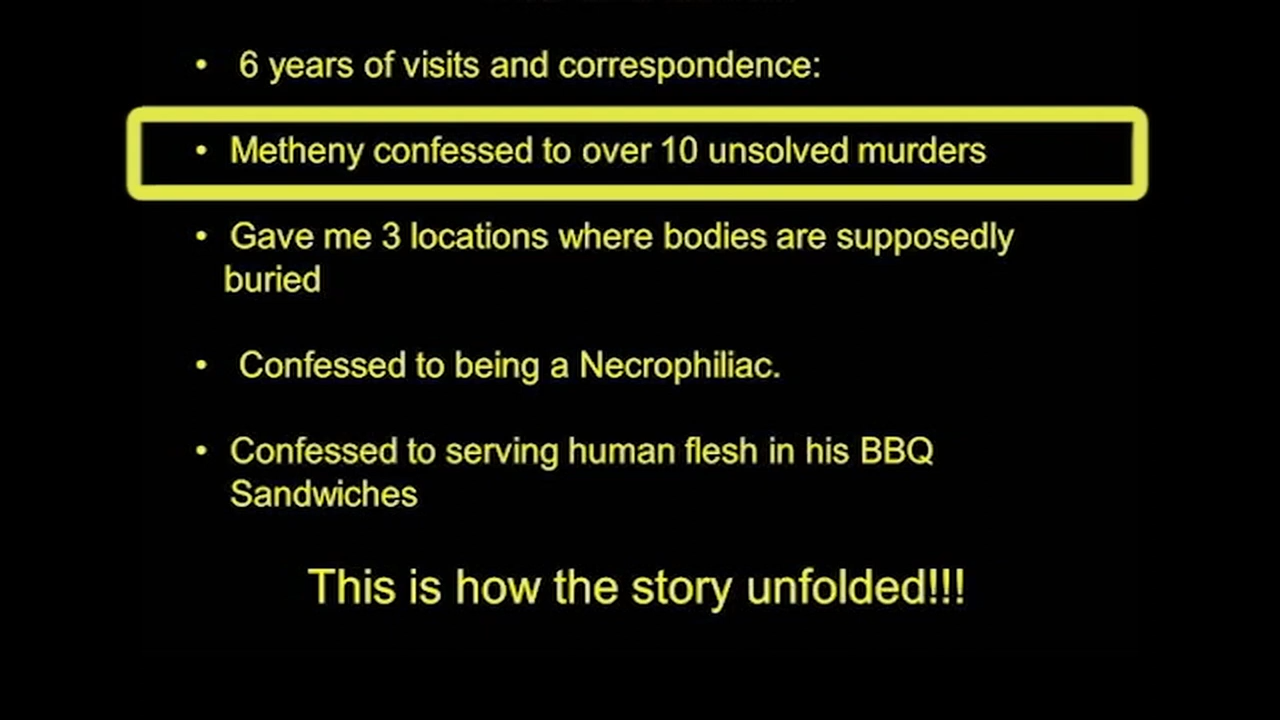 • 6 years of visits and correspondence:
• Metheny confessed to over 10 unsolved murders
• Gave me 3 locations where bodies are supposedly
buried
• Confessed to being a Necrophiliac.
• Confessed to serving human flesh in his BBQ
Sandwiches
This is how the story unfolded!!!